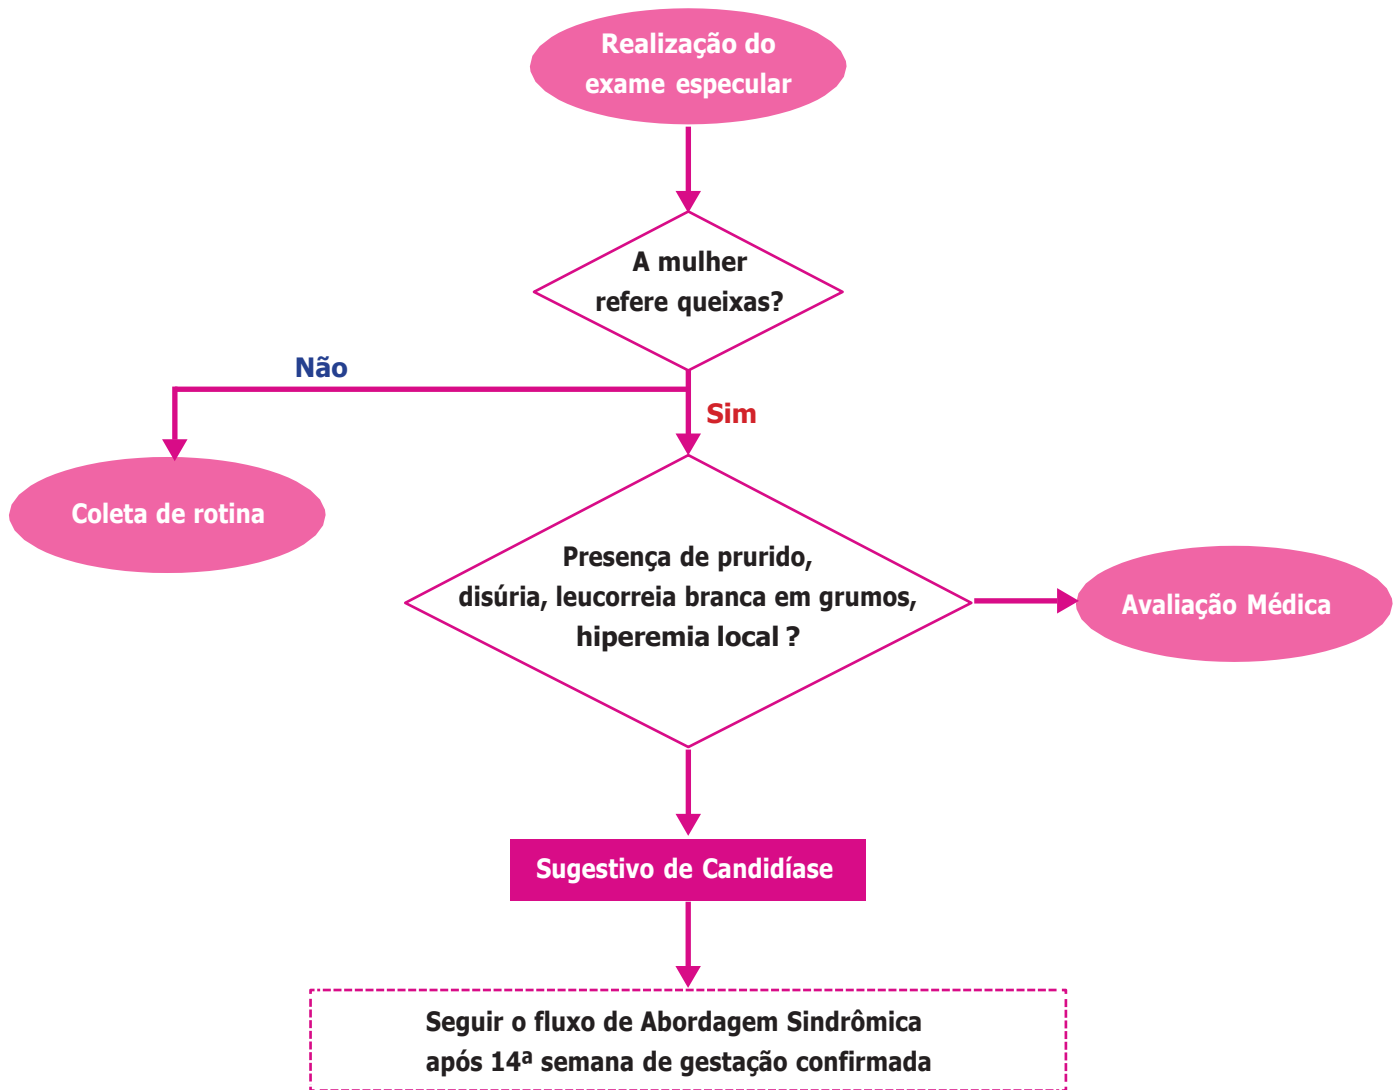 Realização do
exame especular
A mulher
refere queixas?
Não
Sim
Coleta de rotina
Presença de prurido,
disúria, leucorreia branca em grumos,
hiperemia local ?
Avaliação Médica
Sugestivo de Candidíase
Seguir o fluxo de Abordagem Sindrômica
após 14ª semana de gestação confirmada